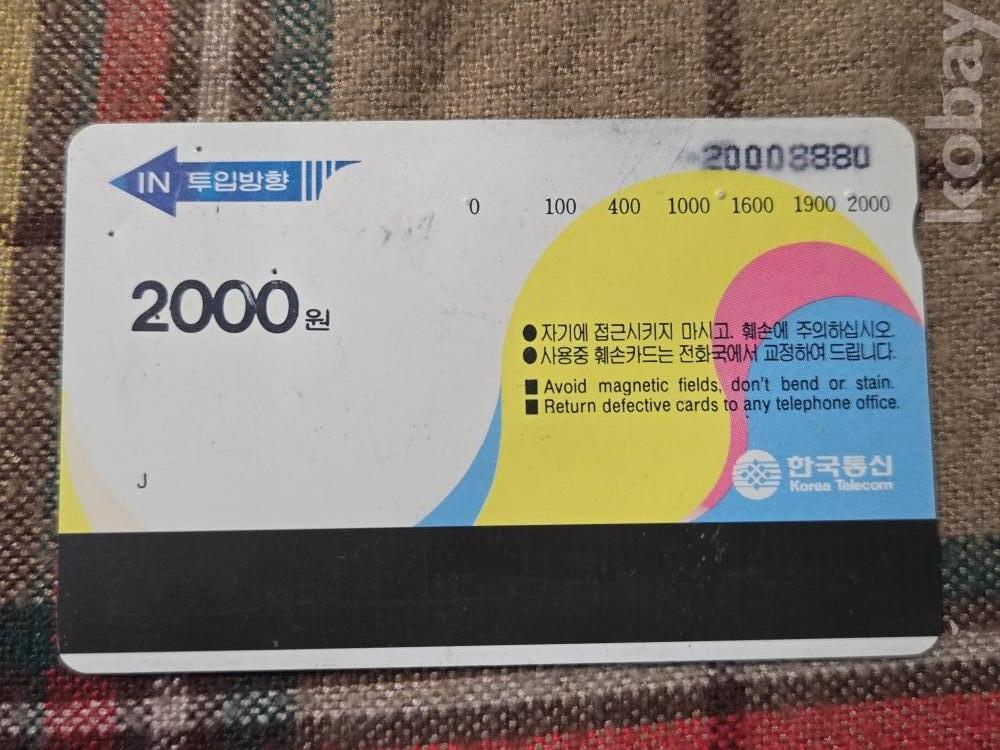 IN 투입방향
20008880
0 100 400 1000 1600 1900 2000
2000원
●자기에 접근시키지 마시고, 훼손에 주의하십시오.
●사용중 훼손카드는 전화국에서 교정하여 드립니다.
■ Avoid magnetic fields, don't bend or stain.
■ Return defective cards to any telephone office.
한국통신
Korea Telecom
J
kobay